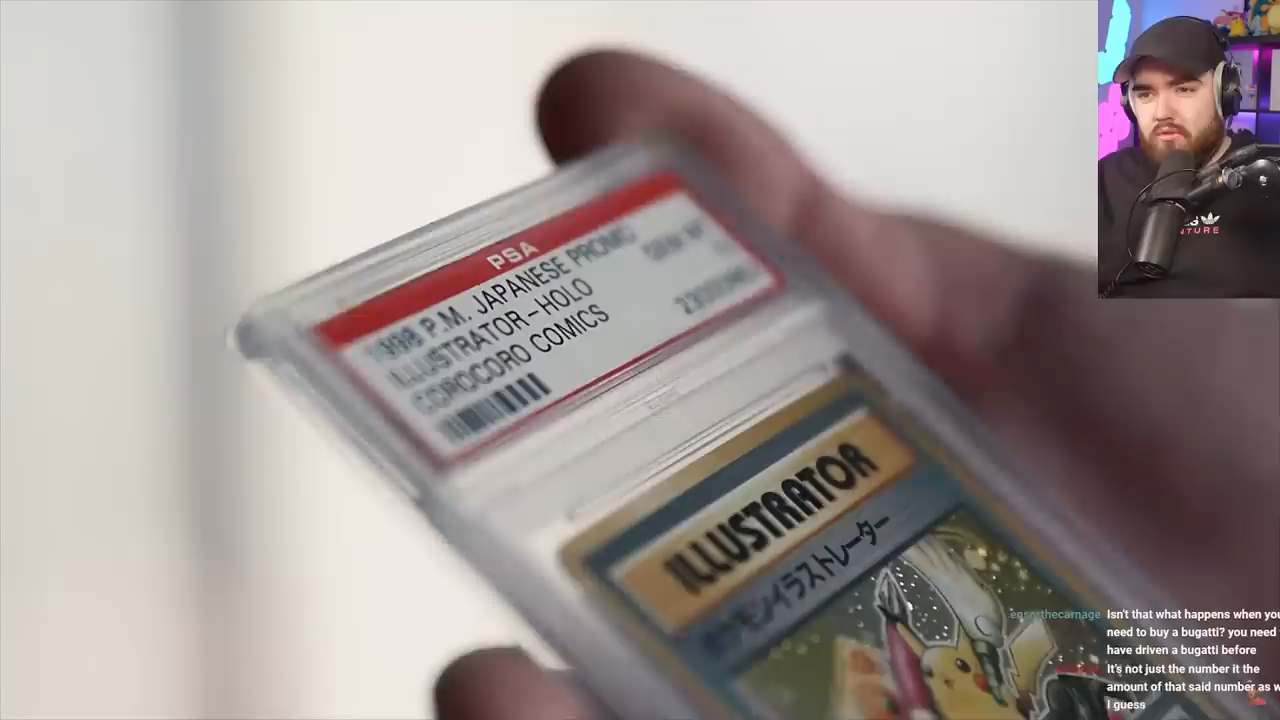 PSA
1998 P.M. JAPANESE PROMO
ILLUSTRATOR-HOLO
COROCORO COMICS
ILLUSTRATOR
ポケモンイラストレーター
Isn't that what happens when you
need to buy a bugatti? you need
have driven a bugatti before
It's not just the number it the
amount of that said number as w
I guess